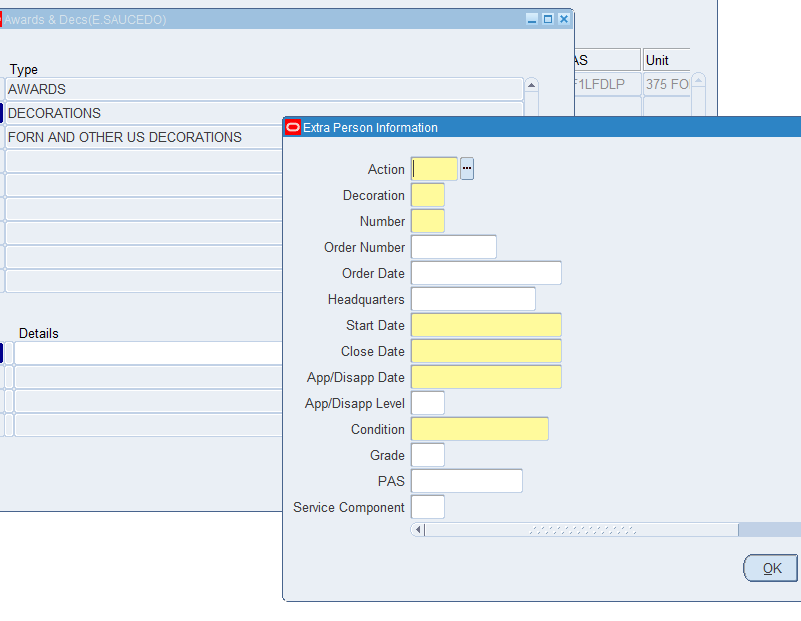 Awards & Decs(E.SAUCEDO)
Type
AWARDS
DECORATIONS
FORN AND OTHER US DECORATIONS
Details
AS
Unit
F1LFDLP
375 FO
Extra Person Information
Action
Decoration
Number
Order Number
Order Date
Headquarters
Start Date
Close Date
App/Disapp Date
App/Disapp Level
Condition
Grade
PAS
Service Component
OK